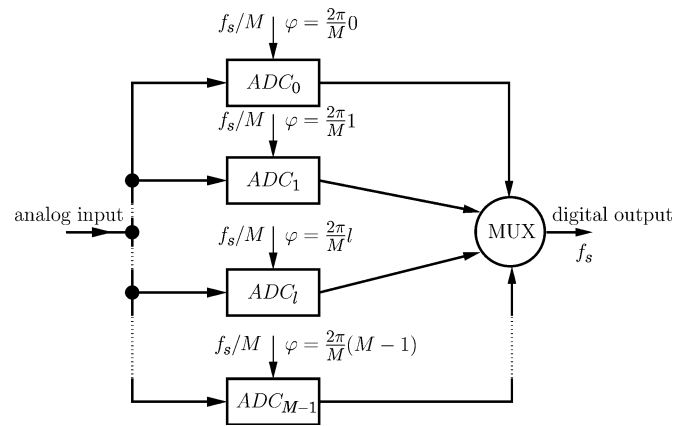 f_s/M φ = 2π/M 0
ADC_0
f_s/M φ = 2π/M 1
ADC_1
analog input
MUX
digital output
f_s
f_s/M φ = 2π/M l
ADC_l
f_s/M φ = 2π/M (M − 1)
ADC_{M−1}